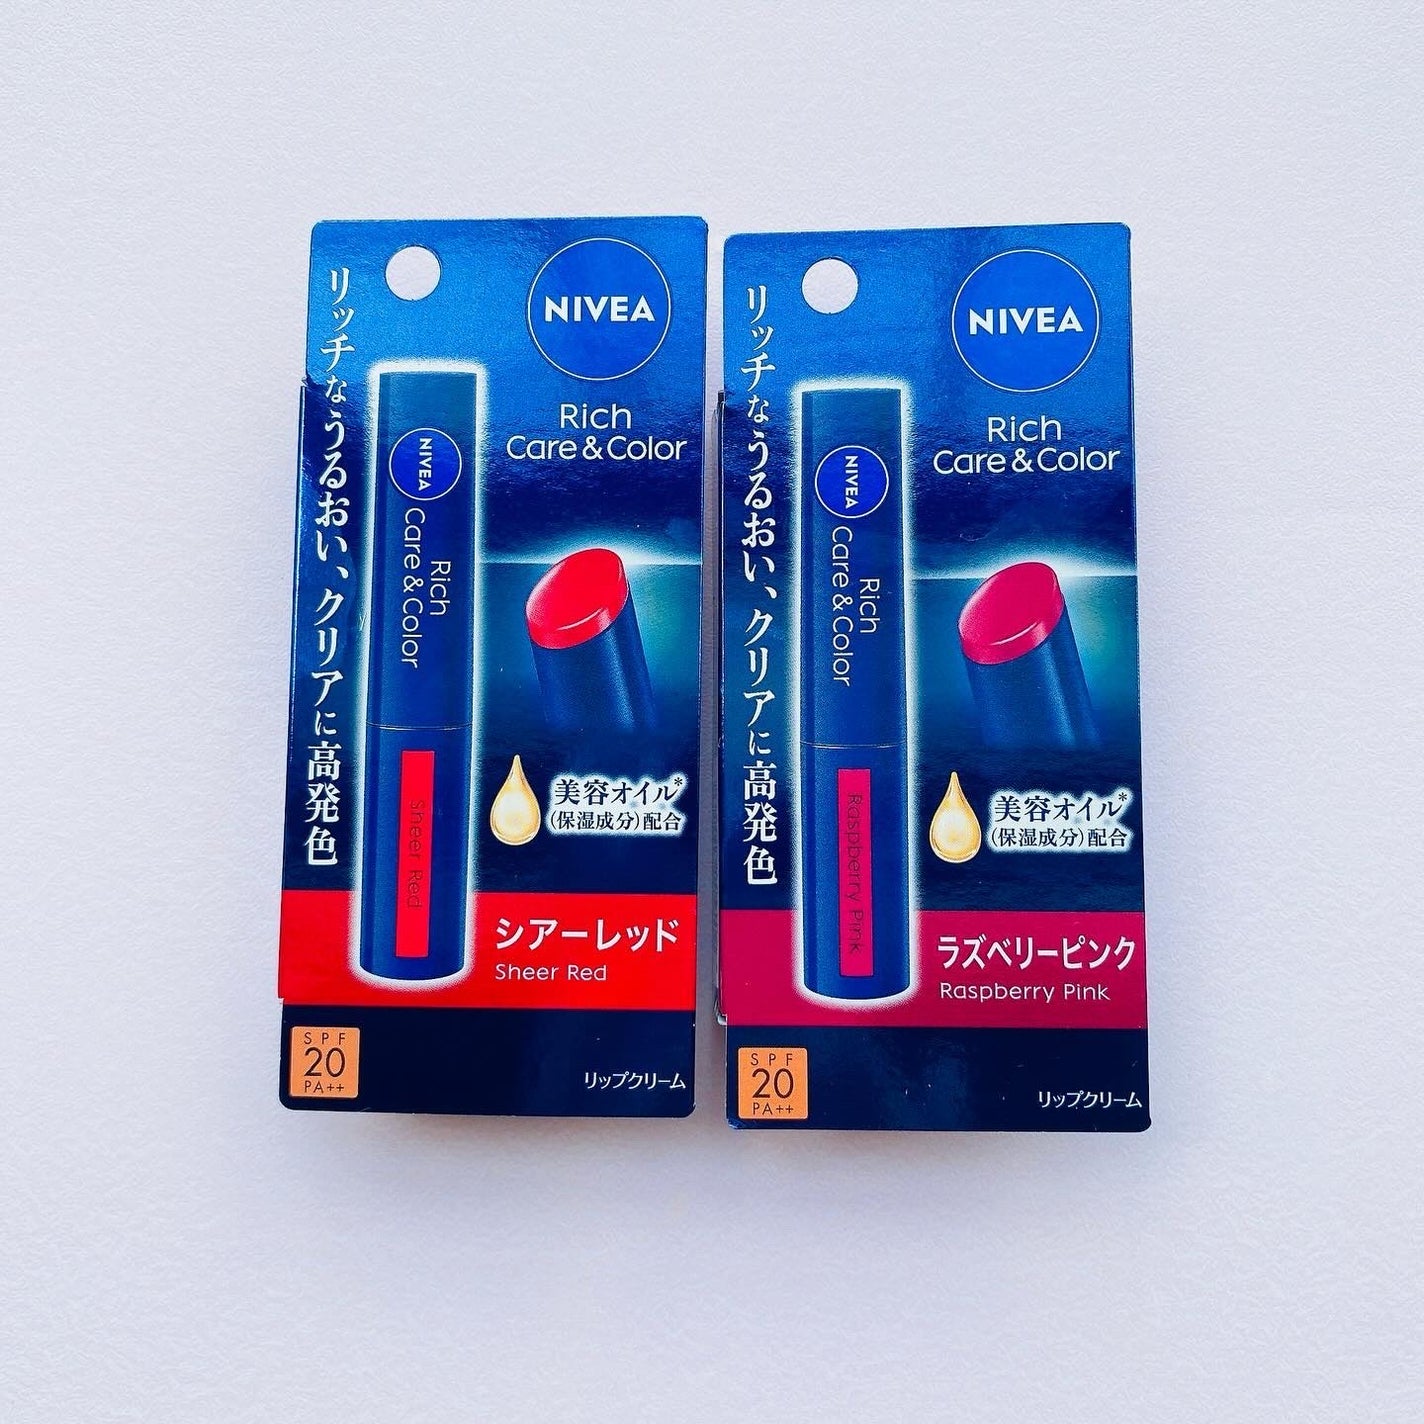 リッチなうるおい、クリアに高発色
NIVEA
Rich
Care & Color
NIVEA
Rich
Care & Color
Sheer Red
美容オイル*
(保湿成分)配合
シアーレッド
Sheer Red
SPF
20
PA++
リップクリーム
リッチなうるおい、クリアに高発色
NIVEA
Rich
Care & Color
NIVEA
Rich
Care & Color
Raspberry Pink
美容オイル*
(保湿成分)配合
ラズベリーピンク
Raspberry Pink
SPF
20
PA++
リップクリーム